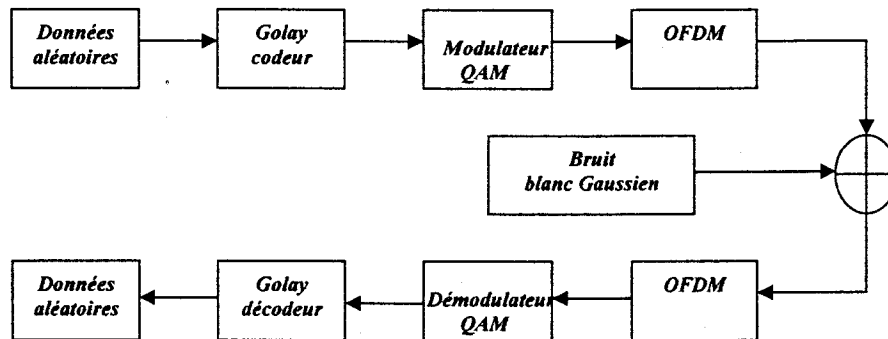 Données
aléatoires
Golay
codeur
Modulateur
QAM
OFDM
Bruit
blanc Gaussien
Données
aléatoires
Golay
décodeur
Démodulateur
QAM
OFDM